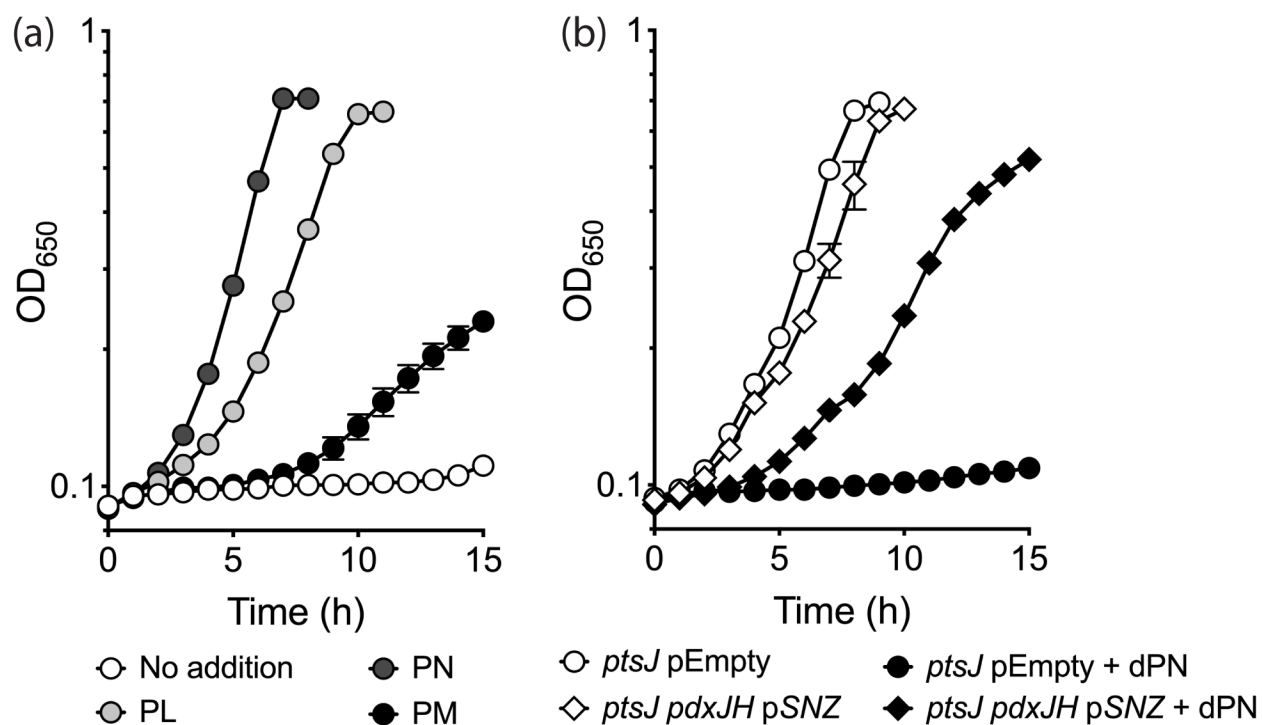 (a)
1
OD650
0.1
0 5 10 15
Time (h)
No addition
PN
PL
PM
(b)
1
OD650
0.1
0 5 10 15
Time (h)
ptsJ pEmpty
ptsJ pEmpty + dPN
ptsJ pdxJH pSNZ
ptsJ pdxJH pSNZ + dPN